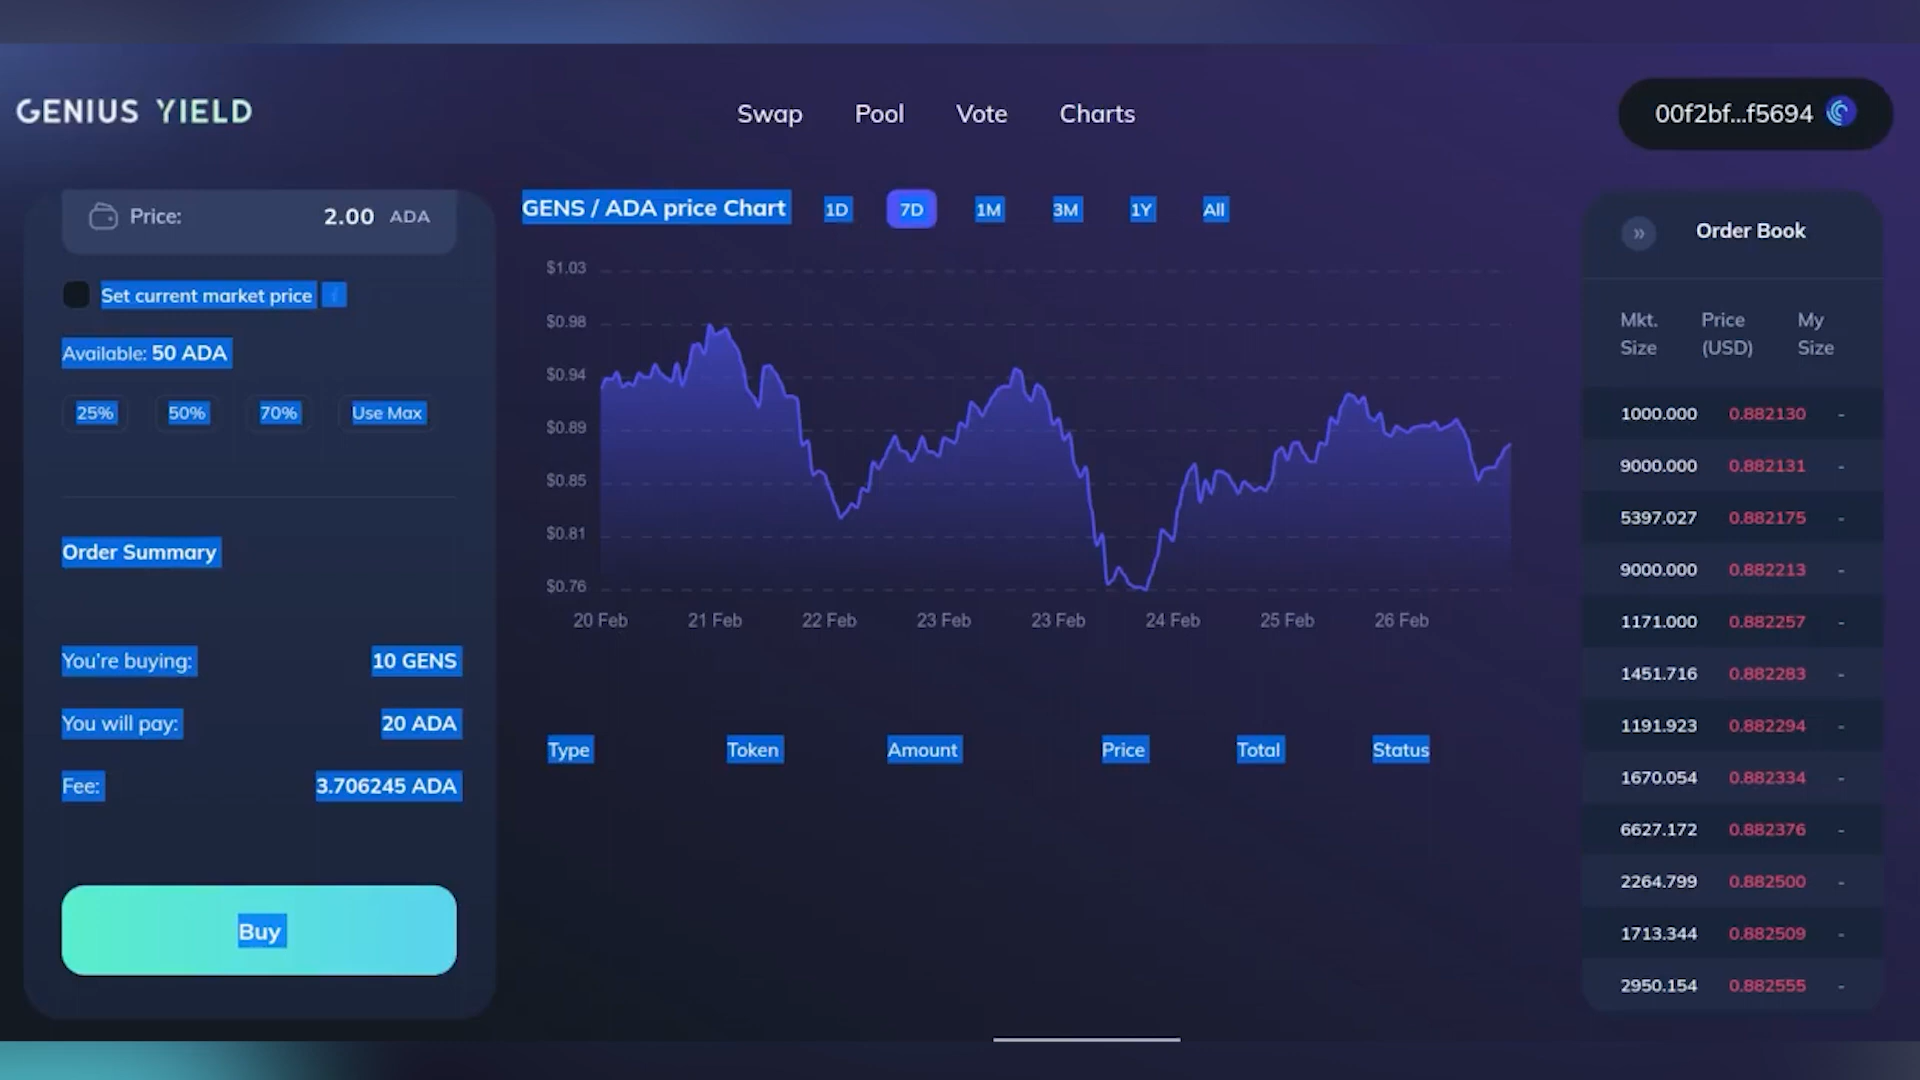 GENIUS YIELD
Swap Pool Vote Charts
00f2bf...f5694
Price: 2.00 ADA
Set current market price
Available: 50 ADA
25% 50% 70% Use Max
Order Summary
You're buying: 10 GENS
You will pay: 20 ADA
Fee: 3.706245 ADA
Buy
GENS / ADA price Chart 1D 7D 1M 3M 1Y All
$1.03
$0.98
$0.94
$0.89
$0.85
$0.81
$0.76
20 Feb 21 Feb 22 Feb 23 Feb 23 Feb 24 Feb 25 Feb 26 Feb
Type Token Amount Price Total Status
» Order Book
Mkt. Price My
Size (USD) Size
1000.000 0.882130 -
9000.000 0.882131 -
5397.027 0.882175 -
9000.000 0.882213 -
1171.000 0.882257 -
1451.716 0.882283 -
1191.923 0.882294 -
1670.054 0.882334 -
6627.172 0.882376 -
2264.799 0.882500 -
1713.344 0.882509 -
2950.154 0.882555 -